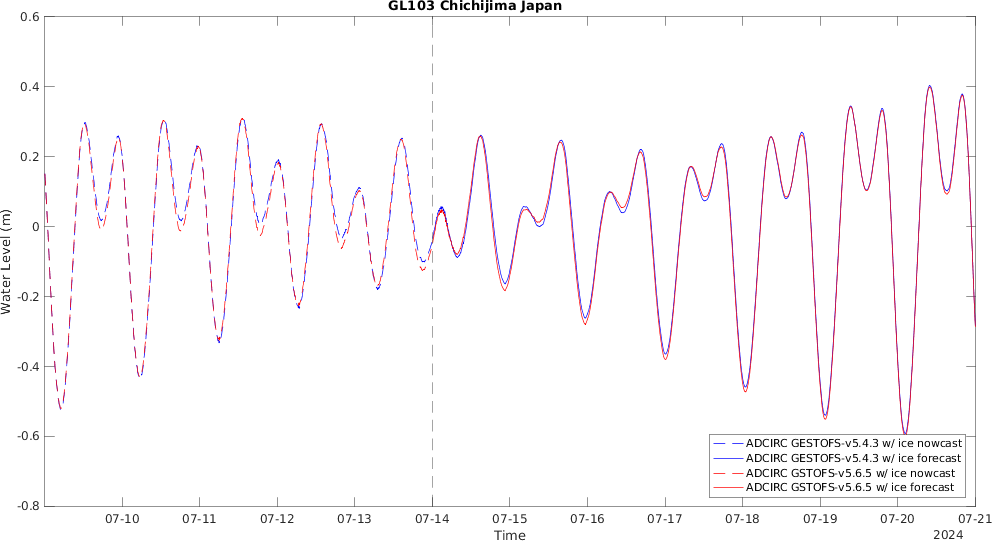 GL103 Chichijima Japan
0.6
0.4
0.2
0
-0.2
-0.4
-0.6
-0.8
Water Level (m)
ADCIRC GESTOFS-v5.4.3 w/ ice nowcast
ADCIRC GESTOFS-v5.4.3 w/ ice forecast
ADCIRC GSTOFS-v5.6.5 w/ ice nowcast
ADCIRC GSTOFS-v5.6.5 w/ ice forecast
07-10 07-11 07-12 07-13 07-14 07-15 07-16 07-17 07-18 07-19 07-20 07-21
Time
2024